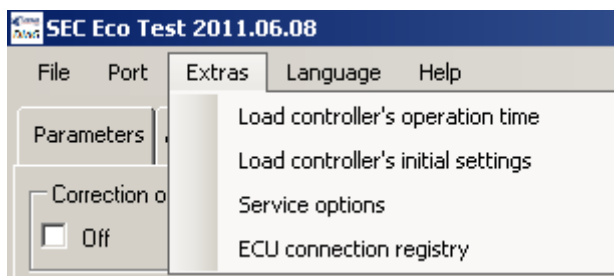 SEC Eco Test 2011.06.08
File Port Extras Language Help
Load controller's operation time
Parameters
Load controller's initial settings
Correction o
Service options
Off
ECU connection registry